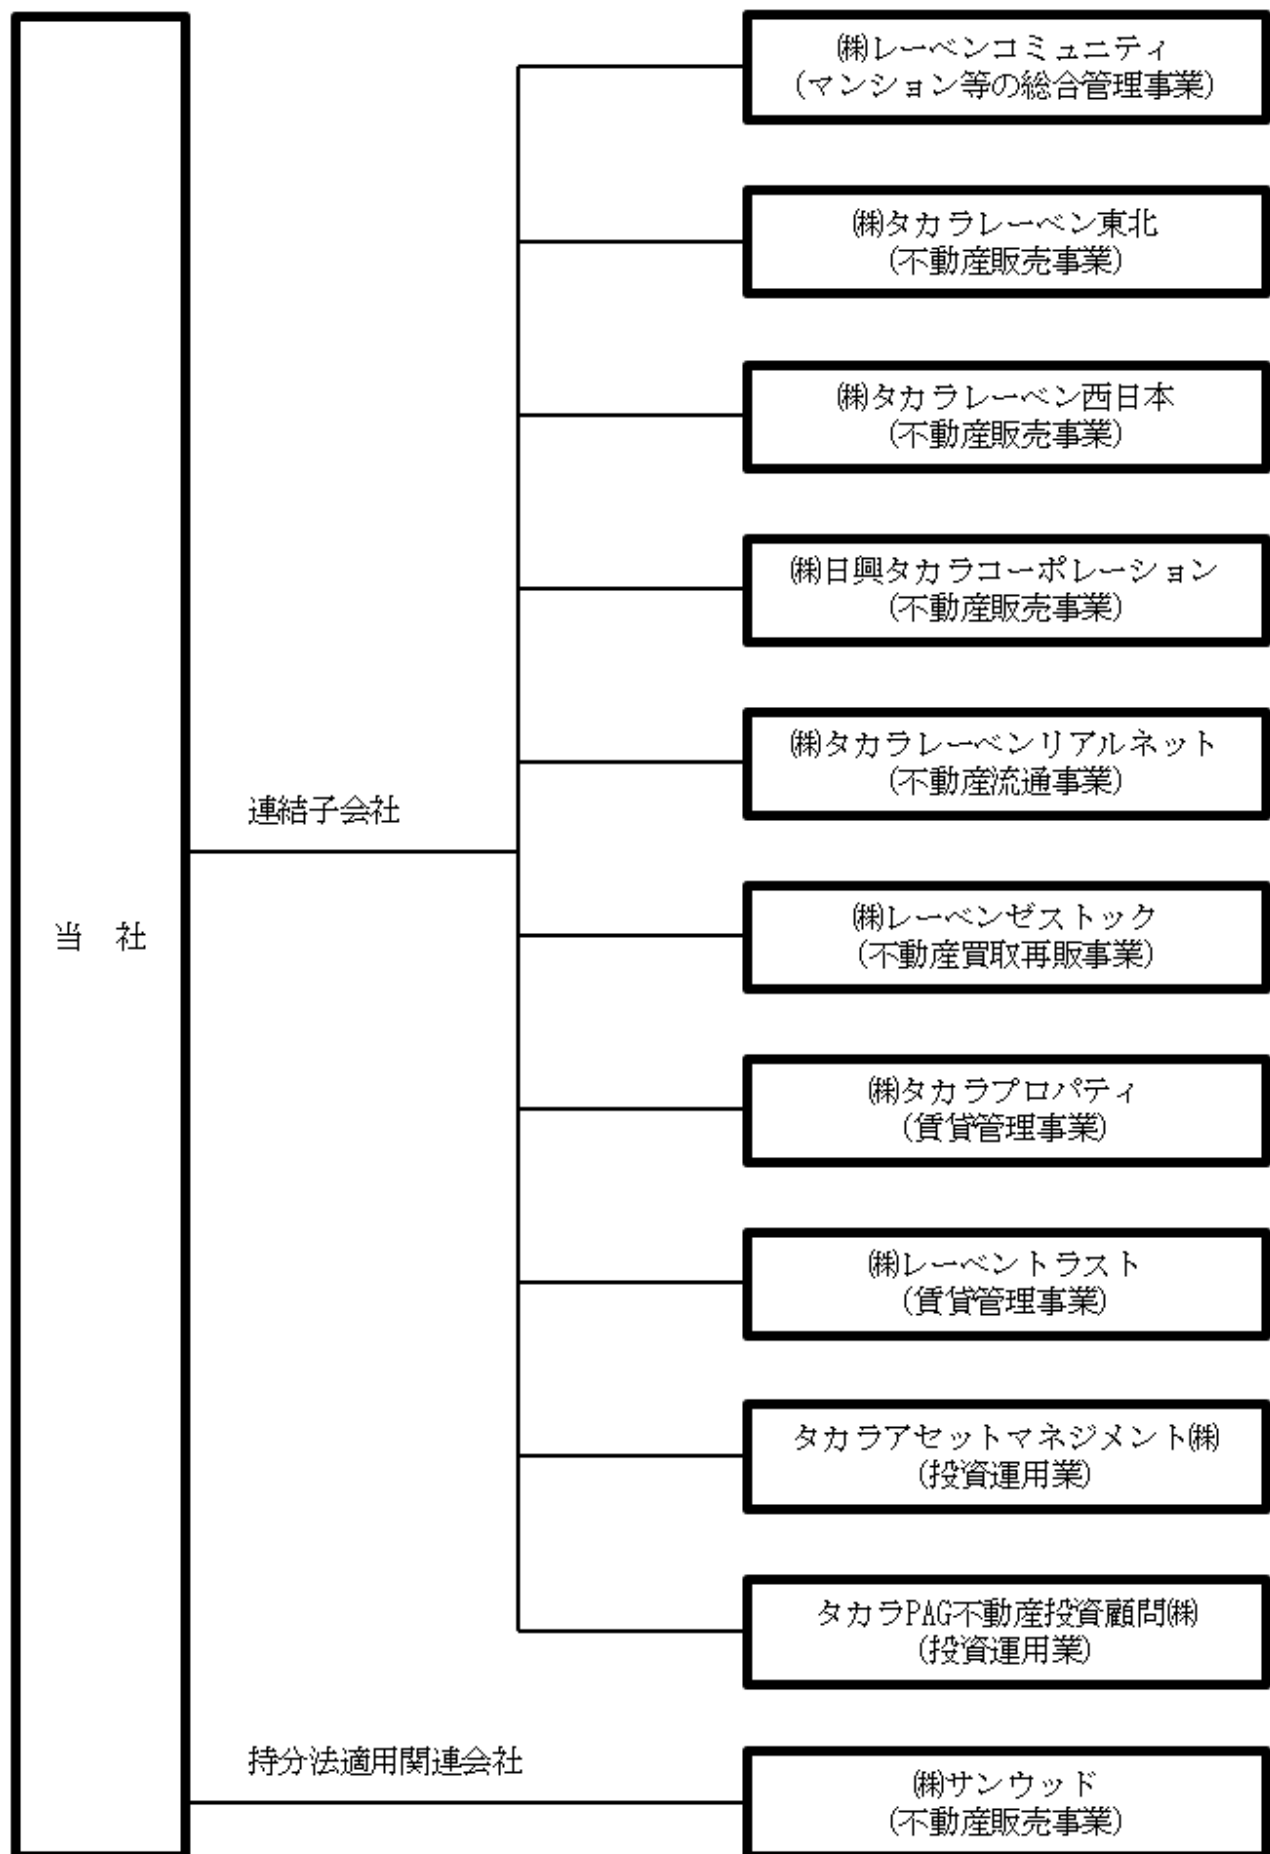 ㈱レーベンコミュニティ
(マンション等の総合管理事業)
㈱タカラレーベン東北
(不動産販売事業)
㈱タカラレーベン西日本
(不動産販売事業)
㈱日興タカラコーポレーション
(不動産販売事業)
㈱タカラレーベンリアルネット
(不動産流通事業)
連結子会社
当 社
㈱レーベンゼストック
(不動産買取再販事業)
㈱タカラプロパティ
(賃貸管理事業)
㈱レーベントラスト
(賃貸管理事業)
タカラアセットマネジメント㈱
(投資運用業)
タカラPAG不動産投資顧問㈱
(投資運用業)
持分法適用関連会社
㈱サンウッド
(不動産販売事業)